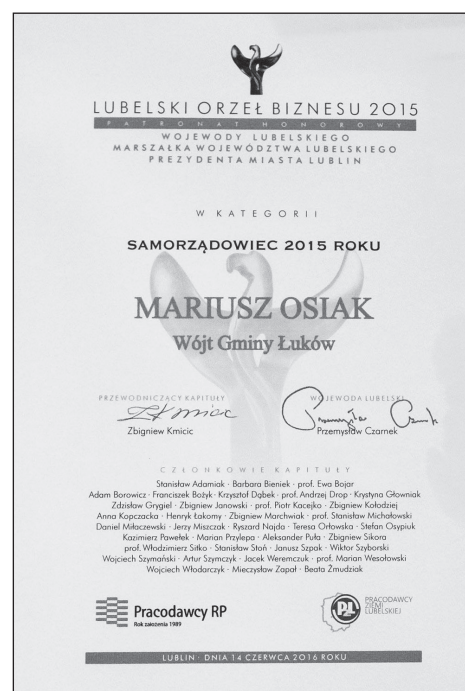 LUBELSKI ORZEŁ BIZNESU 2015
PATRONAT HONOROWY
WOJEWODY LUBELSKIEGO
MARSZAŁKA WOJEWÓDZTWA LUBELSKIEGO
PREZYDENTA MIASTA LUBLIN
W KATEGORII
SAMORZĄDOWIEC 2015 ROKU
MARIUSZ OSIAK
Wójt Gminy Łuków
PRZEWODNICZĄCY KAPITUŁY
Zbigniew Kmicic
WOJEWODA LUBELSKI
Przemysław Czarnek
CZŁONKOWIE KAPITUŁY
Stanisław Adamiak · Barbara Bieniek · prof. Ewa Bojar
Adam Borowicz · Franciszek Bożyk · Krzysztof Dąbek · prof. Andrzej Drop · Krystyna Głowniak
Zdzisław Grygiel · Zbigniew Janowski · prof. Piotr Kacejko · Zbigniew Kołodziej
Anna Kopczacka · Henryk Łakomy · Zbigniew Marchwiak · prof. Stanisław Michałowski
Daniel Miłaczewski · Jerzy Miszczak · Ryszard Najda · Teresa Orłowska · Stefan Osypiuk
Kazimierz Pawełek · Marian Przylepa · Aleksander Puła · Zbigniew Sikora
prof. Włodzimierz Sitko · Stanisław Stoń · Janusz Szpak · Wiktor Szyborski
Wojciech Szymański · Artur Szymczyk · Jacek Weremczuk · prof. Marian Wesołowski
Wojciech Włodarczyk · Mieczysław Zapał · Beata Żmudziak
Pracodawcy RP
Rok założenia 1989
PRACODAWCY
ZIEMI
LUBELSKIEJ
LUBLIN · DNIA 14 CZERWCA 2016 ROKU